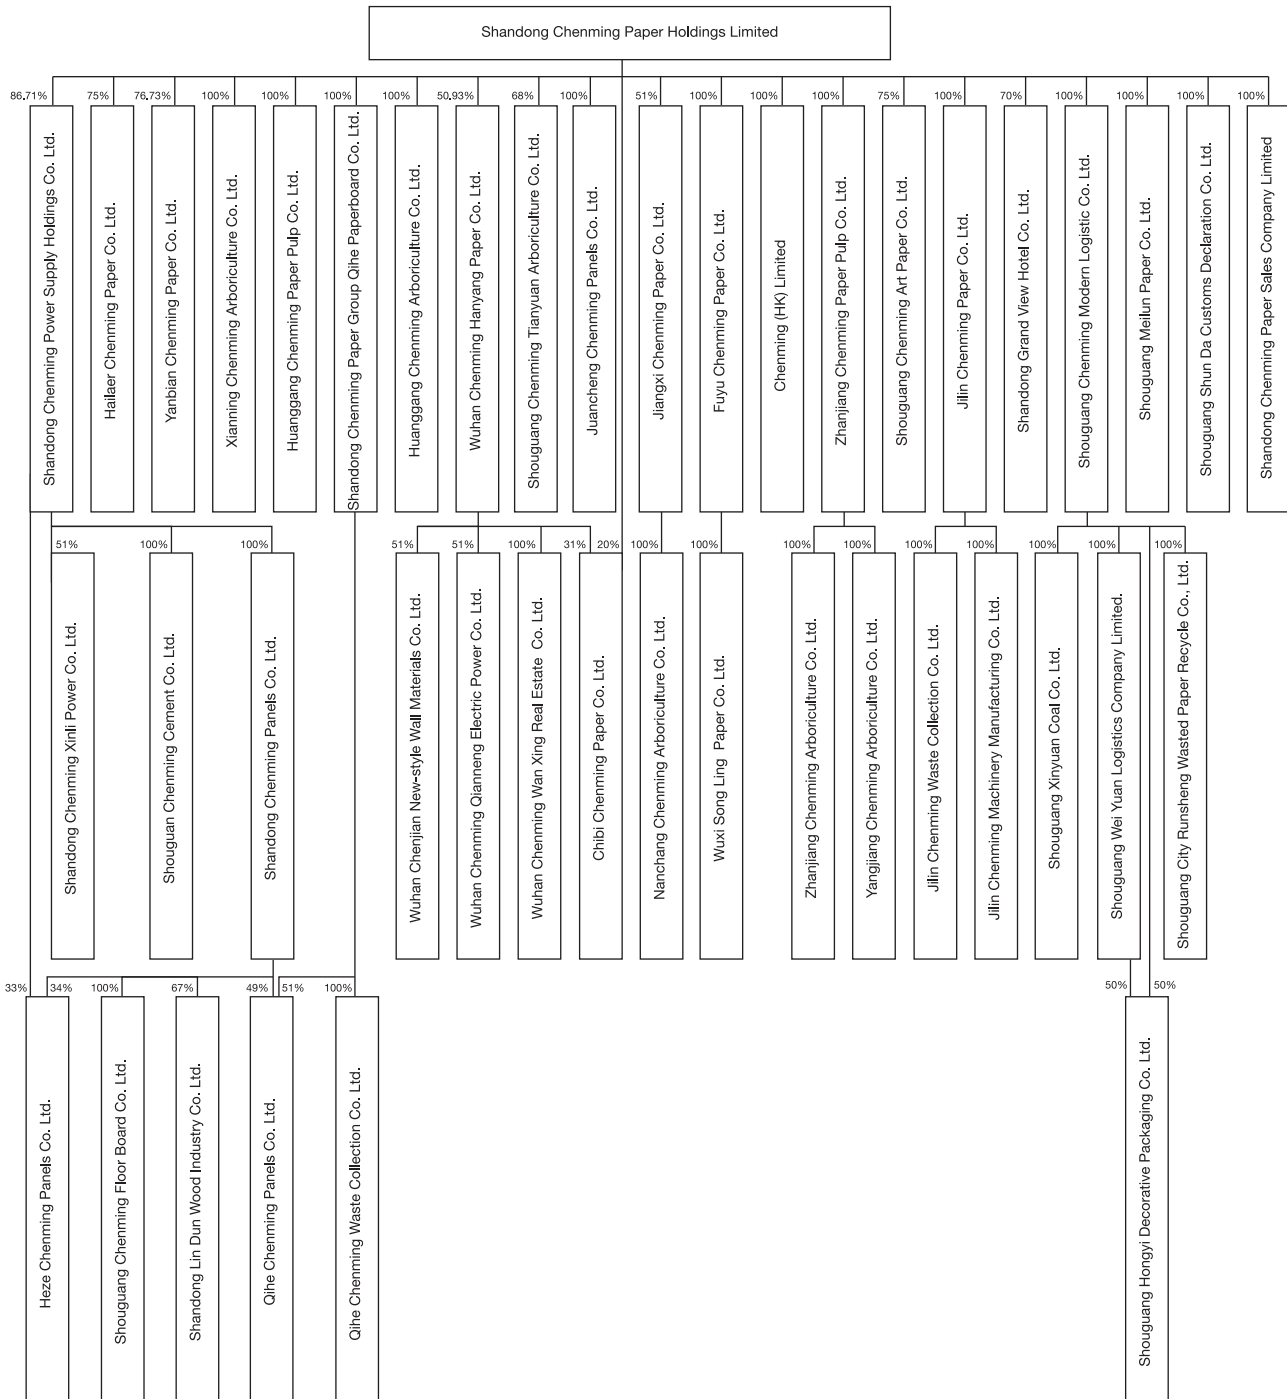 Shandong Chenming Paper Holdings Limited
86.71%
75%
76.73%
100%
100%
100%
100%
50.93%
68%
100%
51%
100%
100%
100%
75%
100%
70%
100%
100%
100%
100%
Shandong Chenming Power Supply Holdings Co. Ltd.
Hailaer Chenming Paper Co. Ltd.
Yanbian Chenming Paper Co. Ltd.
Xianning Chenming Arboriculture Co. Ltd.
Huanggang Chenming Paper Pulp Co. Ltd.
Shandong Chenming Paper Group Qihe Paperboard Co. Ltd.
Huanggang Chenming Arboriculture Co. Ltd.
Wuhan Chenming Hanyang Paper Co. Ltd.
Shouguang Chenming Tianyuan Arboriculture Co. Ltd.
Juancheng Chenming Panels Co. Ltd.
Jiangxi Chenming Paper Co. Ltd.
Fuyu Chenming Paper Co. Ltd.
Chenming (HK) Limited
Zhanjiang Chenming Paper Pulp Co. Ltd.
Shouguang Chenming Art Paper Co. Ltd.
Jilin Chenming Paper Co. Ltd.
Shandong Grand View Hotel Co. Ltd.
Shouguang Chenming Modern Logistic Co. Ltd.
Shouguang Meilun Paper Co. Ltd.
Shouguang Shun Da Customs Declaration Co. Ltd.
Shandong Chenming Paper Sales Company Limited
51%
100%
100%
51%
51%
100%
31%
20%
100%
100%
100%
100%
100%
100%
100%
100%
100%
Shandong Chenming Xinli Power Co. Ltd.
Shouguan Chenming Cement Co. Ltd.
Shandong Chenming Panels Co. Ltd.
Wuhan Chenjian New-style Wall Materials Co. Ltd.
Wuhan Chenming Qianneng Electric Power Co. Ltd.
Wuhan Chenming Wan Xing Real Estate Co. Ltd.
Chibi Chenming Paper Co. Ltd.
Nanchang Chenming Arboriculture Co. Ltd.
Wuxi Song Ling Paper Co. Ltd.
Zhanjiang Chenming Arboriculture Co. Ltd.
Yangjiang Chenming Arboriculture Co. Ltd.
Jilin Chenming Waste Collection Co. Ltd.
Jilin Chenming Machinery Manufacturing Co. Ltd.
Shouguang Xinyuan Coal Co. Ltd.
Shouguang Wei Yuan Logistics Company Limited.
Shouguang City Runsheng Wasted Paper Recycle Co., Ltd.
33%
34%
100%
67%
49%
51%
100%
50%
50%
Heze Chenming Panels Co. Ltd.
Shouguang Chenming Floor Board Co. Ltd.
Shandong Lin Dun Wood Industry Co. Ltd.
Qihe Chenming Panels Co. Ltd.
Qihe Chenming Waste Collection Co. Ltd.
Shouguang Hongyi Decorative Packaging Co. Ltd.